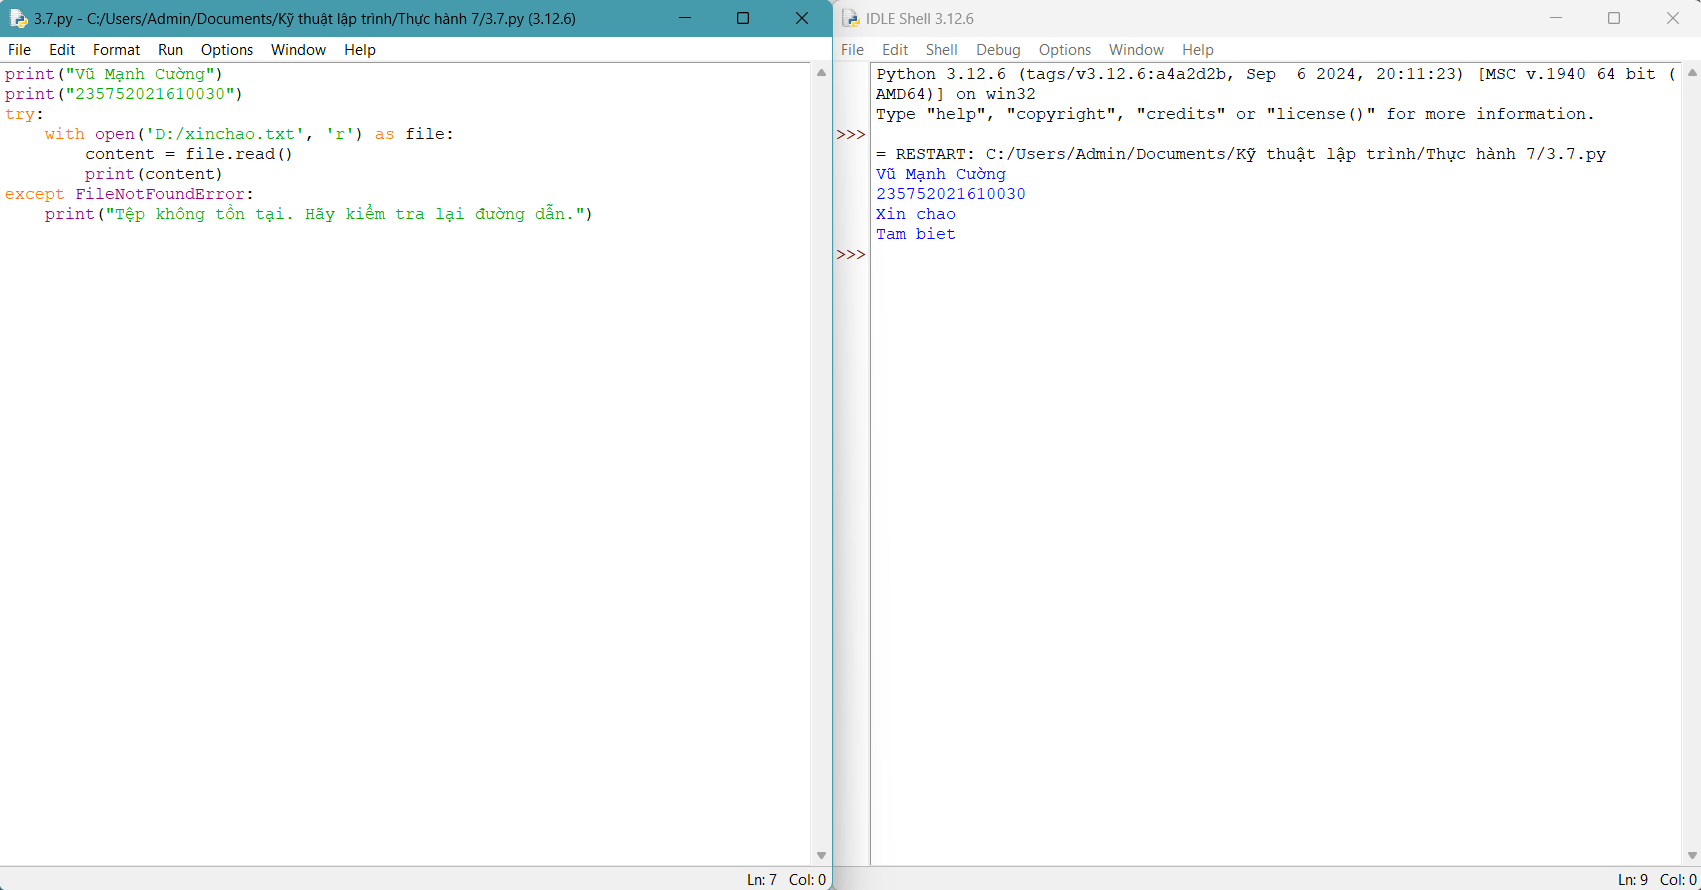 3.7.py - C:/Users/Admin/Documents/Kỹ thuật lập trình/Thực hành 7/3.7.py (3.12.6)
File Edit Format Run Options Window Help
print("Vũ Mạnh Cường")
print("235752021610030")
try:
    with open('D:/xinchao.txt', 'r') as file:
        content = file.read()
        print(content)
except FileNotFoundError:
    print("Tệp không tồn tại. Hãy kiểm tra lại đường dẫn.")
Ln: 7 Col: 0
IDLE Shell 3.12.6
File Edit Shell Debug Options Window Help
Python 3.12.6 (tags/v3.12.6:a4a2d2b, Sep  6 2024, 20:11:23) [MSC v.1940 64 bit (
AMD64)] on win32
Type "help", "copyright", "credits" or "license()" for more information.
>>>
= RESTART: C:/Users/Admin/Documents/Kỹ thuật lập trình/Thực hành 7/3.7.py
Vũ Mạnh Cường
235752021610030
Xin chao
Tam biet
>>>
Ln: 9 Col: 0